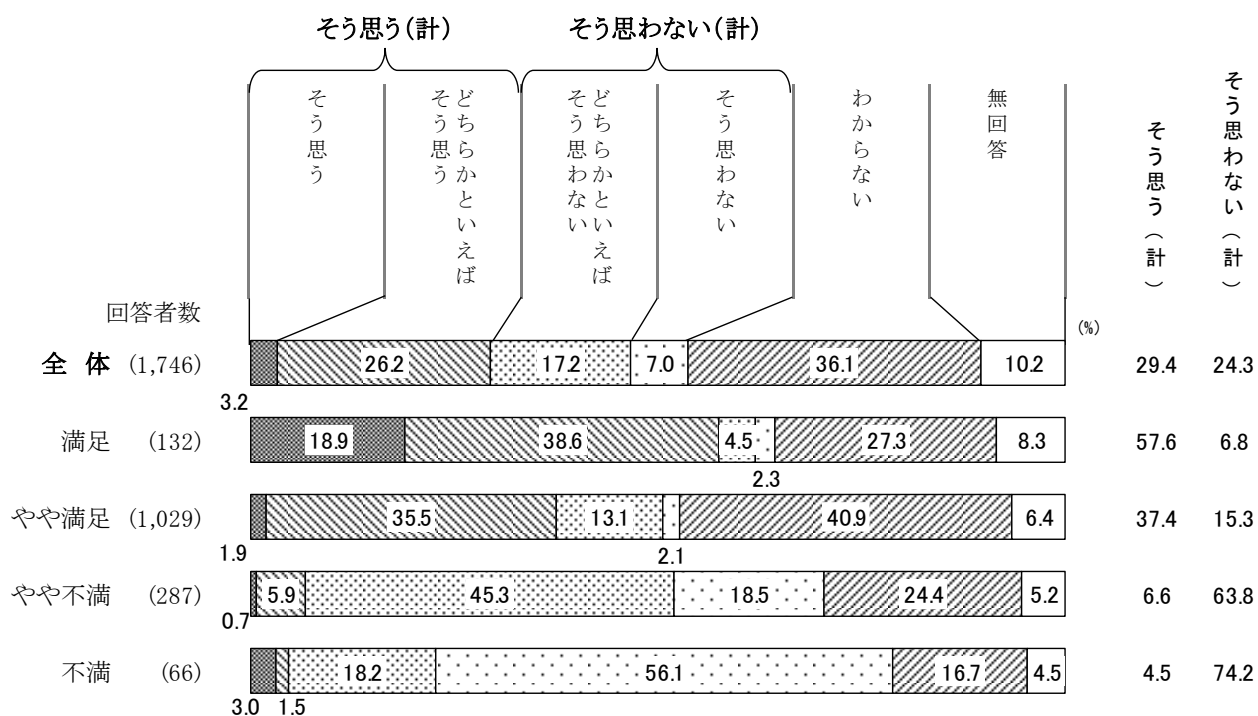 そう思う(計)
そう思わない(計)
そう思う
どちらかといえば
そう思う
どちらかといえば
そう思わない
そう思わない
わからない
無回答
そう思う(計)
そう思わない(計)
回答者数
(%)
全 体 (1,746) 3.2 26.2 17.2 7.0 36.1 10.2 29.4 24.3
満足 (132) 18.9 38.6 4.5 2.3 27.3 8.3 57.6 6.8
やや満足 (1,029) 1.9 35.5 13.1 2.1 40.9 6.4 37.4 15.3
やや不満 (287) 0.7 5.9 45.3 18.5 24.4 5.2 6.6 63.8
不満 (66) 3.0 1.5 18.2 56.1 16.7 4.5 4.5 74.2